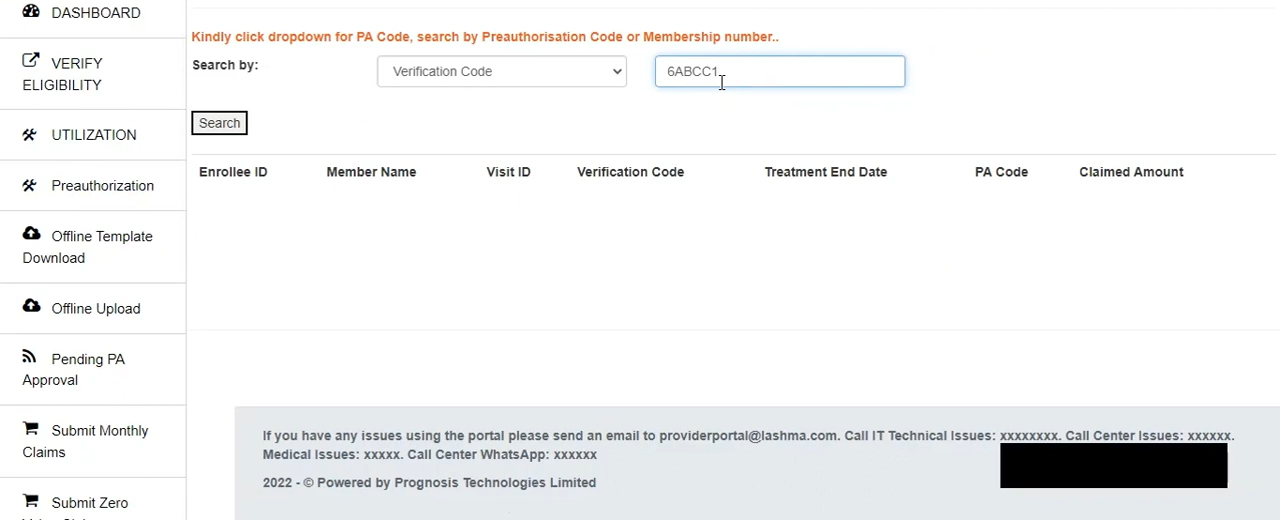 DASHBOARD
VERIFY
ELIGIBILITY
UTILIZATION
Preauthorization
Offline Template
Download
Offline Upload
Pending PA
Approval
Submit Monthly
Claims
Submit Zero
Kindly click dropdown for PA Code, search by Preauthorisation Code or Membership number..
Search by:
Verification Code
6ABCC1
Search
Enrollee ID Member Name Visit ID Verification Code Treatment End Date PA Code Claimed Amount
If you have any issues using the portal please send an email to providerportal@lashma.com. Call IT Technical Issues: xxxxxxxx. Call Center Issues: xxxxxx.
Medical Issues: xxxxx. Call Center WhatsApp: xxxxxx
2022 - © Powered by Prognosis Technologies Limited